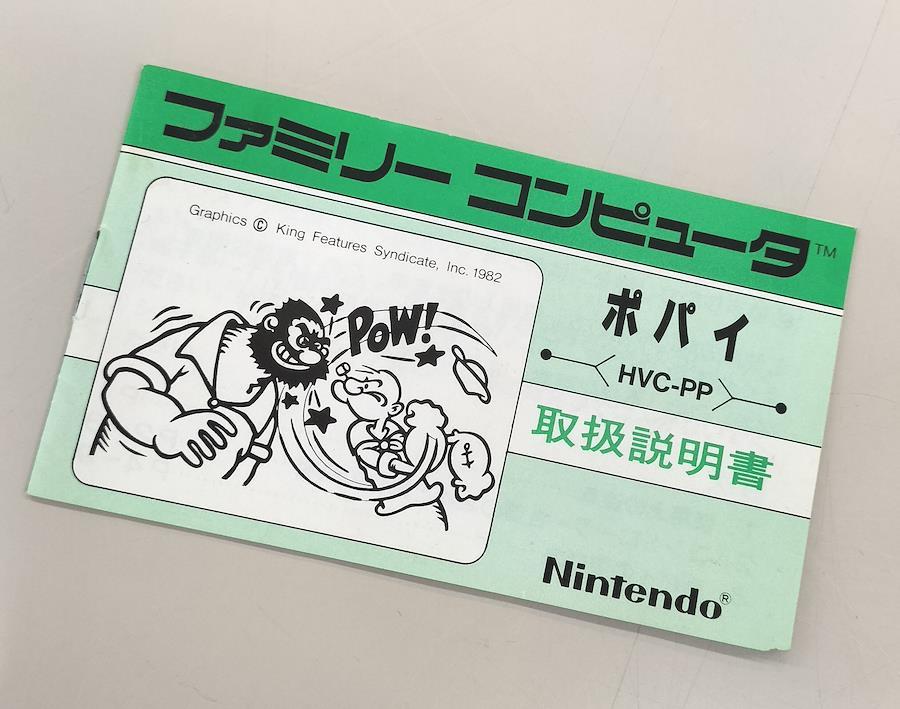 ファミリー コンピュータ™
Graphics © King Features Syndicate, Inc. 1982
POW!
ポパイ
HVC-PP
取扱説明書
Nintendo®